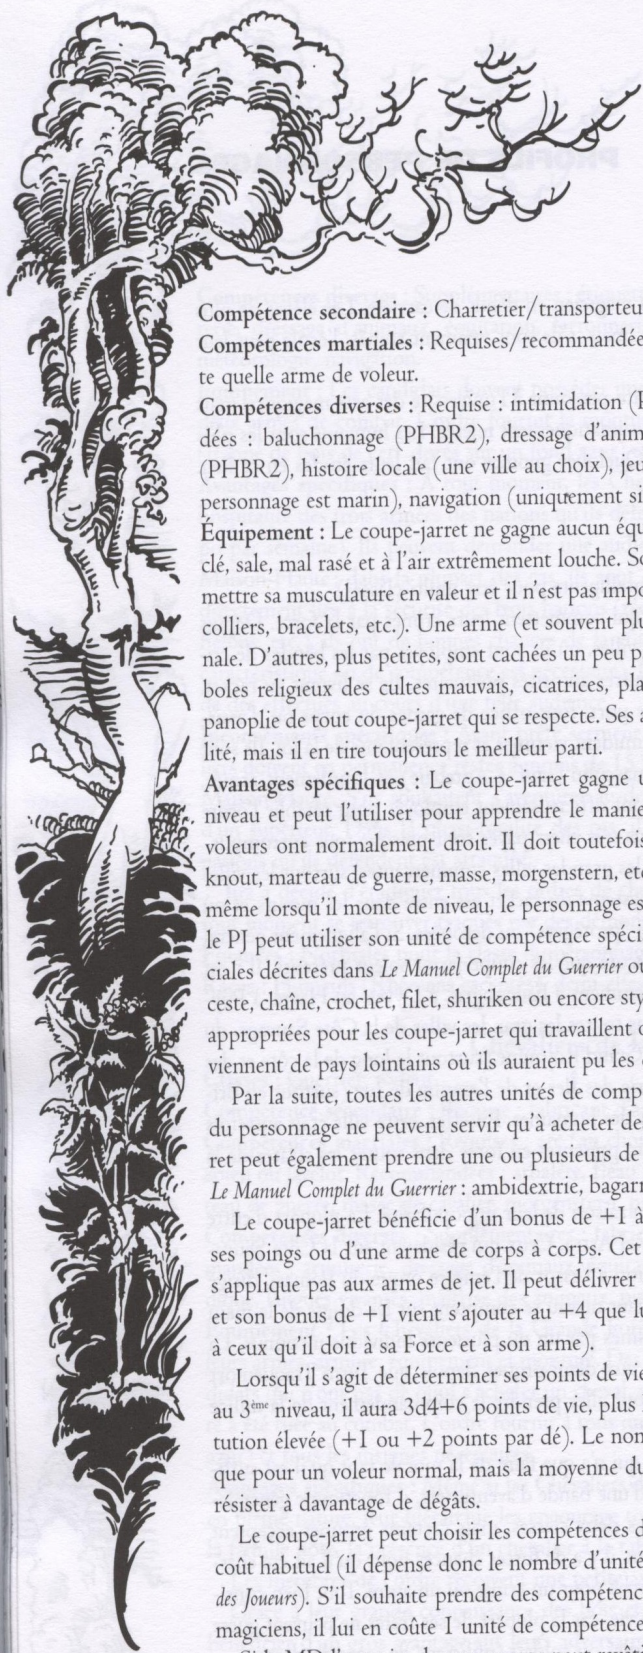 Compétence secondaire : Charretier/transporteu
Compétences martiales : Requises/recommandée
te quelle arme de voleur.
Compétences diverses : Requise : intimidation (P
dées : baluchonnage (PHBR2), dressage d'anim
(PHBR2), histoire locale (une ville au choix), jeu
personnage est marin), navigation (uniquement si
Équipement : Le coupe-jarret ne gagne aucun équ
clé, sale, mal rasé et à l'air extrêmement louche. So
mettre sa musculature en valeur et il n'est pas impo
colliers, bracelets, etc.). Une arme (et souvent plu
nale. D'autres, plus petites, sont cachées un peu p
boles religieux des cultes mauvais, cicatrices, pla
panoplie de tout coupe-jarret qui se respecte. Ses a
lité, mais il en tire toujours le meilleur parti.
Avantages spécifiques : Le coupe-jarret gagne u
niveau et peut l'utiliser pour apprendre le manie
voleurs ont normalement droit. Il doit toutefois
knout, marteau de guerre, masse, morgenstern, etc
même lorsqu'il monte de niveau, le personnage es
le PJ peut utiliser son unité de compétence spéci
ciales décrites dans Le Manuel Complet du Guerrier ou
ceste, chaîne, crochet, filet, shuriken ou encore sty
appropriées pour les coupe-jarret qui travaillent d
viennent de pays lointains où ils auraient pu les
Par la suite, toutes les autres unités de comp
du personnage ne peuvent servir qu'à acheter de
ret peut également prendre une ou plusieurs de
Le Manuel Complet du Guerrier : ambidextrie, bagarr
Le coupe-jarret bénéficie d'un bonus de +1 à
ses poings ou d'une arme de corps à corps. Cet
s'applique pas aux armes de jet. Il peut délivrer
et son bonus de +1 vient s'ajouter au +4 que lu
à ceux qu'il doit à sa Force et à son arme).
Lorsqu'il s'agit de déterminer ses points de vie
au 3ème niveau, il aura 3d4+6 points de vie, plus
tution élevée (+1 ou +2 points par dé). Le nom
que pour un voleur normal, mais la moyenne du
résister à davantage de dégâts.
Le coupe-jarret peut choisir les compétences d
coût habituel (il dépense donc le nombre d'unité
des Joueurs). S'il souhaite prendre des compétenc
magiciens, il lui en coûte 1 unité de compétence